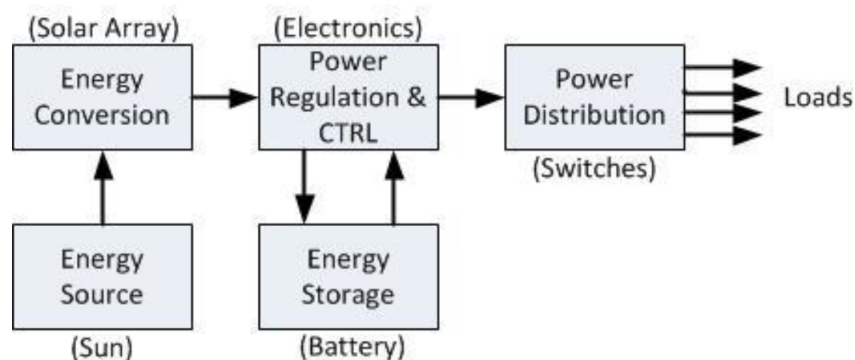 (Solar Array)
Energy
Conversion
(Electronics)
Power
Regulation &
CTRL
Power
Distribution
(Switches)
Loads
Energy
Source
(Sun)
Energy
Storage
(Battery)